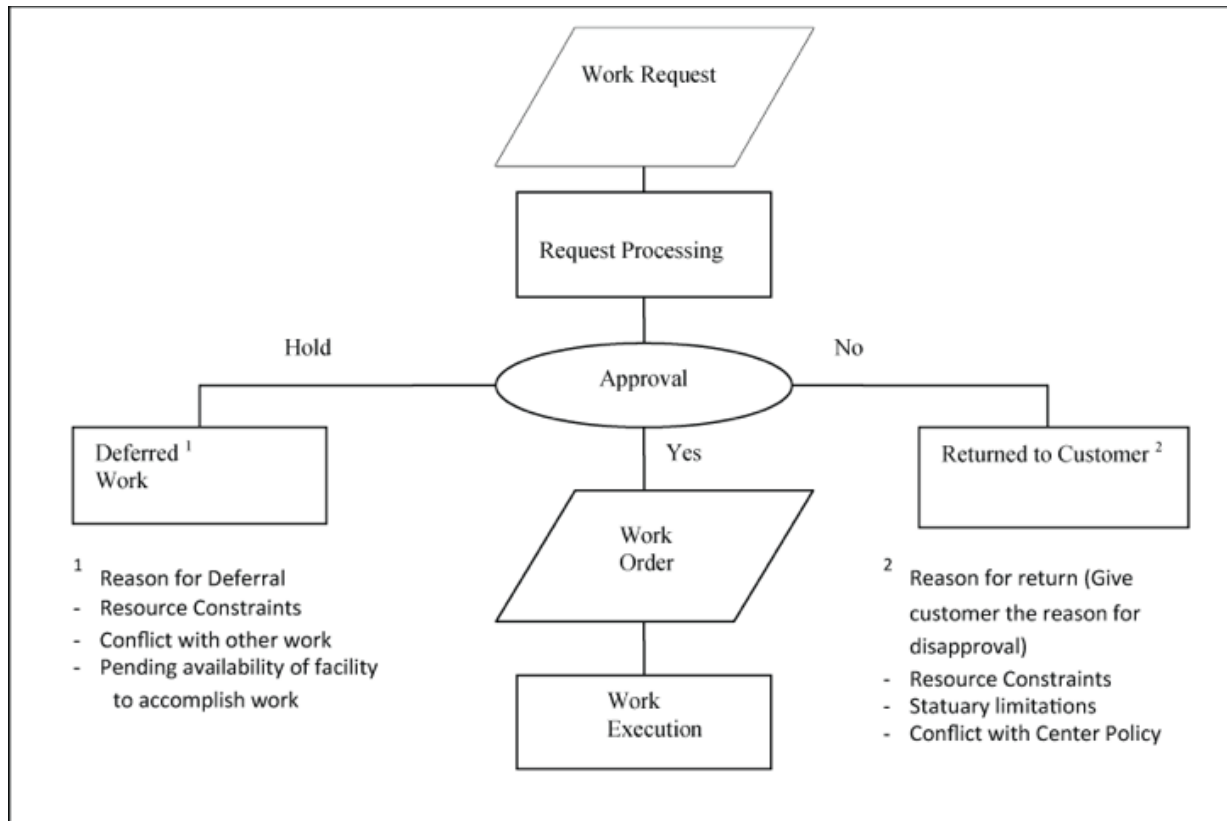 Work Request
Request Processing
Hold
No
Approval
Deferred 1
Work
Yes
Returned to Customer 2
Work
Order
1 Reason for Deferral
- Resource Constraints
- Conflict with other work
- Pending availability of facility
to accomplish work
2 Reason for return (Give
customer the reason for
disapproval)
- Resource Constraints
- Statuary limitations
- Conflict with Center Policy
Work
Execution